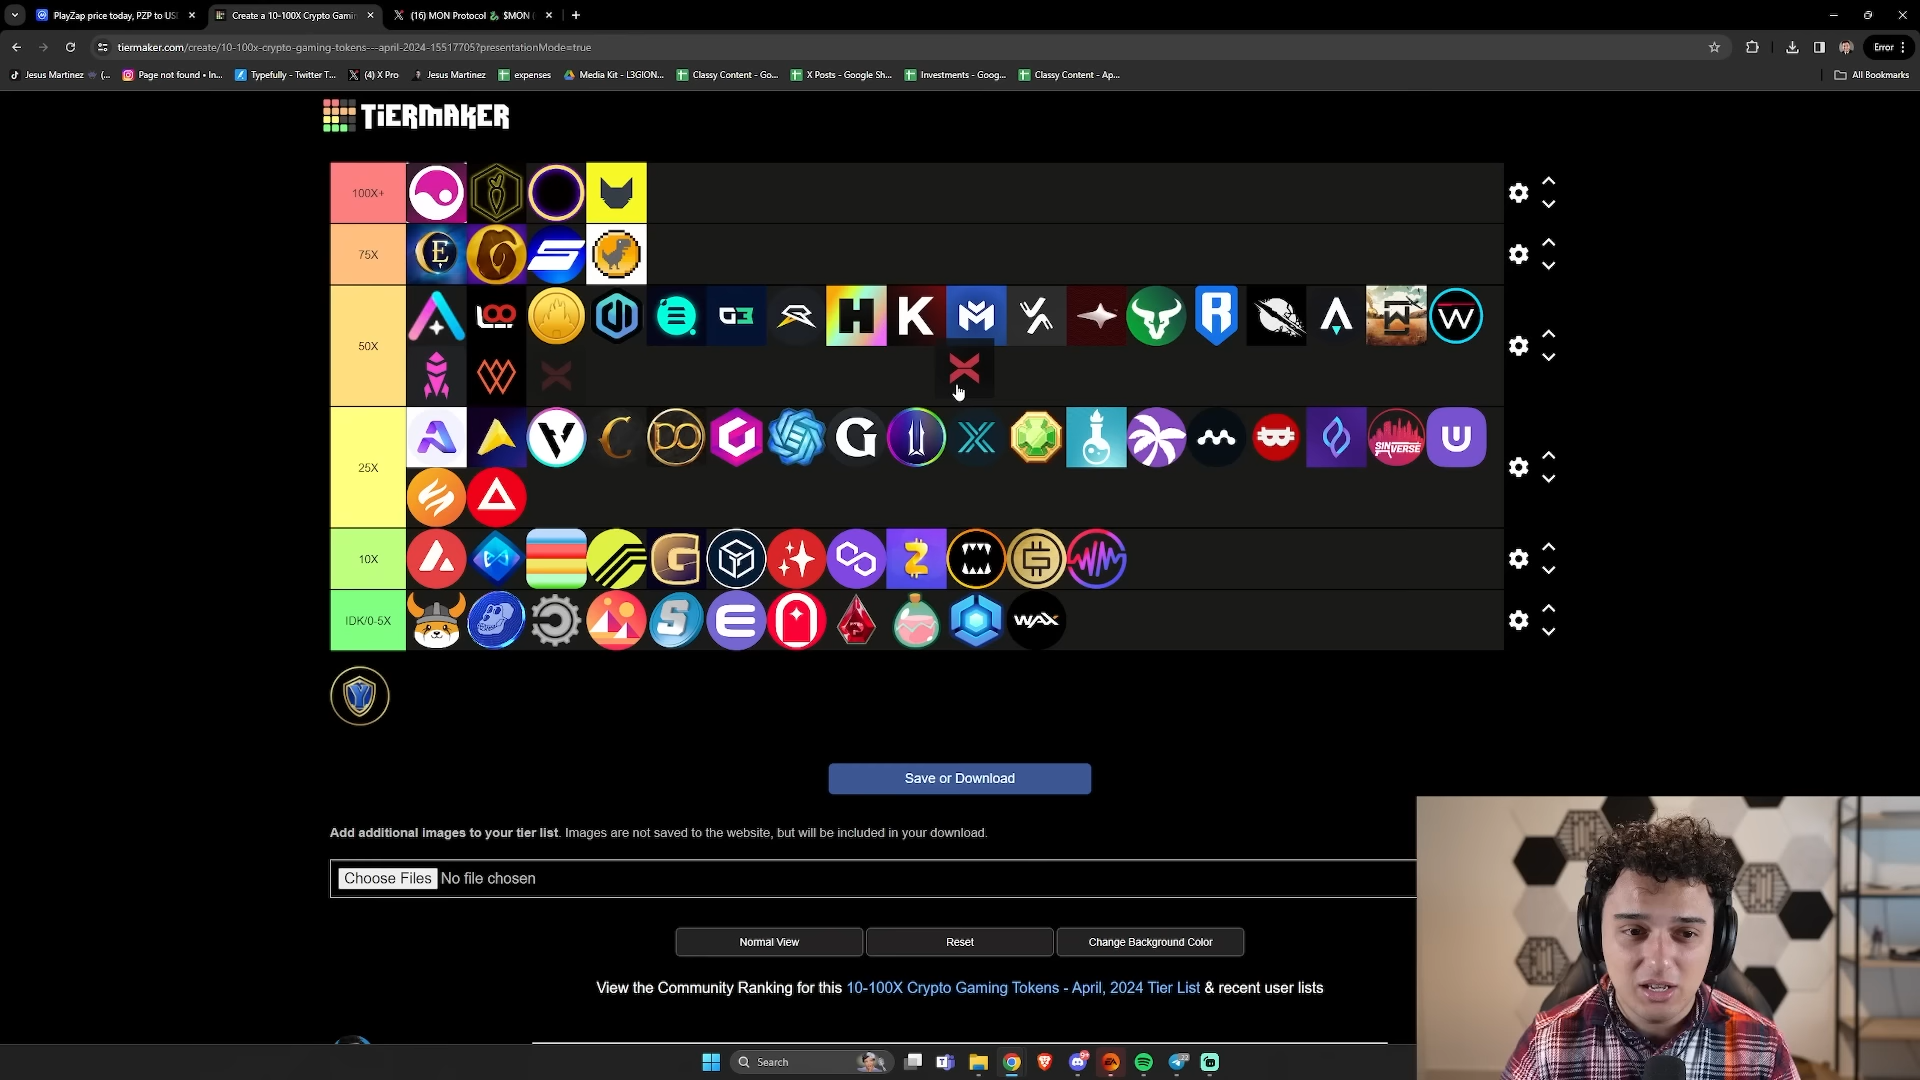 PlayZap price today, PZP to US
Create a 10-100X Crypto Gamin
(16) MON Protocol 🐉 $MON (
tiermaker.com/create/10-100x-crypto-gaming-tokens---april-2024-15517705?presentationMode=true
Error
Jesus Martinez
Page not found • In...
Typefully - Twitter T...
(4) X Pro
Jesus Martinez
expenses
Media Kit - L3GION...
Classy Content - Go...
X Posts - Google Sh...
Investments - Goog...
Classy Content - Ap...
All Bookmarks
TiERMAKER
100X+
75X
E
50X
LOOP
G3
H
K
R
W
25X
C
G
SINVERSE
U
10X
G
Z
IDK/0-5X
S
P
WAX
Y
Save or Download
Add additional images to your tier list. Images are not saved to the website, but will be included in your download.
Choose Files No file chosen
Normal View
Reset
Change Background Color
View the Community Ranking for this 10-100X Crypto Gaming Tokens - April, 2024 Tier List & recent user lists
Search